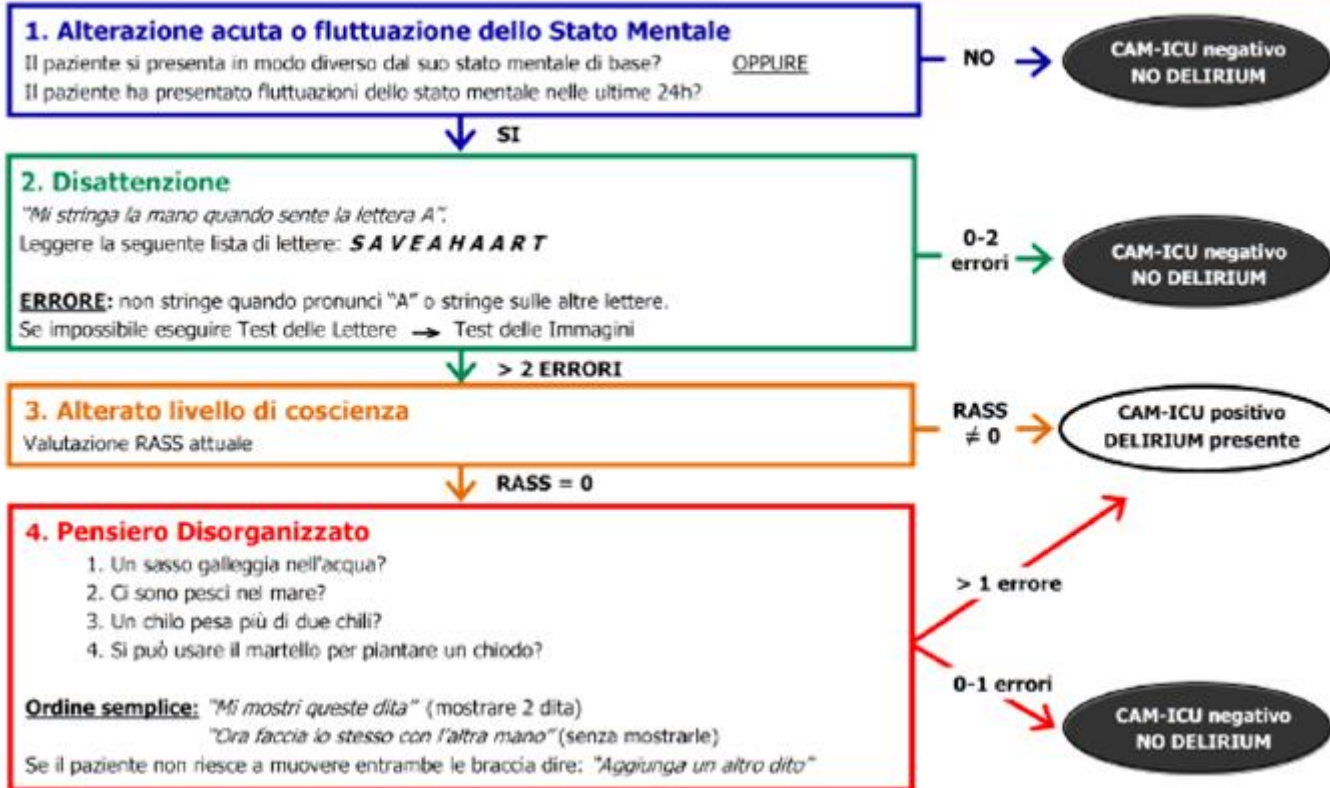 1. Alterazione acuta o fluttuazione dello Stato Mentale
Il paziente si presenta in modo diverso dal suo stato mentale di base? OPPURE
Il paziente ha presentato fluttuazioni dello stato mentale nelle ultime 24h?
NO
CAM-ICU negativo
NO DELIRIUM
SI
2. Disattenzione
"Mi stringa la mano quando sente la lettera A".
Leggere la seguente lista di lettere: S A V E A H A A R T
ERRORE: non stringe quando pronunci "A" o stringe sulle altre lettere.
Se impossibile eseguire Test delle Lettere → Test delle Immagini
0-2
errori
CAM-ICU negativo
NO DELIRIUM
> 2 ERRORI
3. Alterato livello di coscienza
Valutazione RASS attuale
RASS
≠ 0
CAM-ICU positivo
DELIRIUM presente
RASS = 0
4. Pensiero Disorganizzato
1. Un sasso galleggia nell'acqua?
2. Ci sono pesci nel mare?
3. Un chilo pesa più di due chili?
4. Si può usare il martello per piantare un chiodo?
Ordine semplice: "Mi mostri queste dita" (mostrare 2 dita)
"Ora faccia lo stesso con l'altra mano" (senza mostrarle)
Se il paziente non riesce a muovere entrambe le braccia dire: "Aggiunga un altro dito"
> 1 errore
0-1 errori
CAM-ICU negativo
NO DELIRIUM